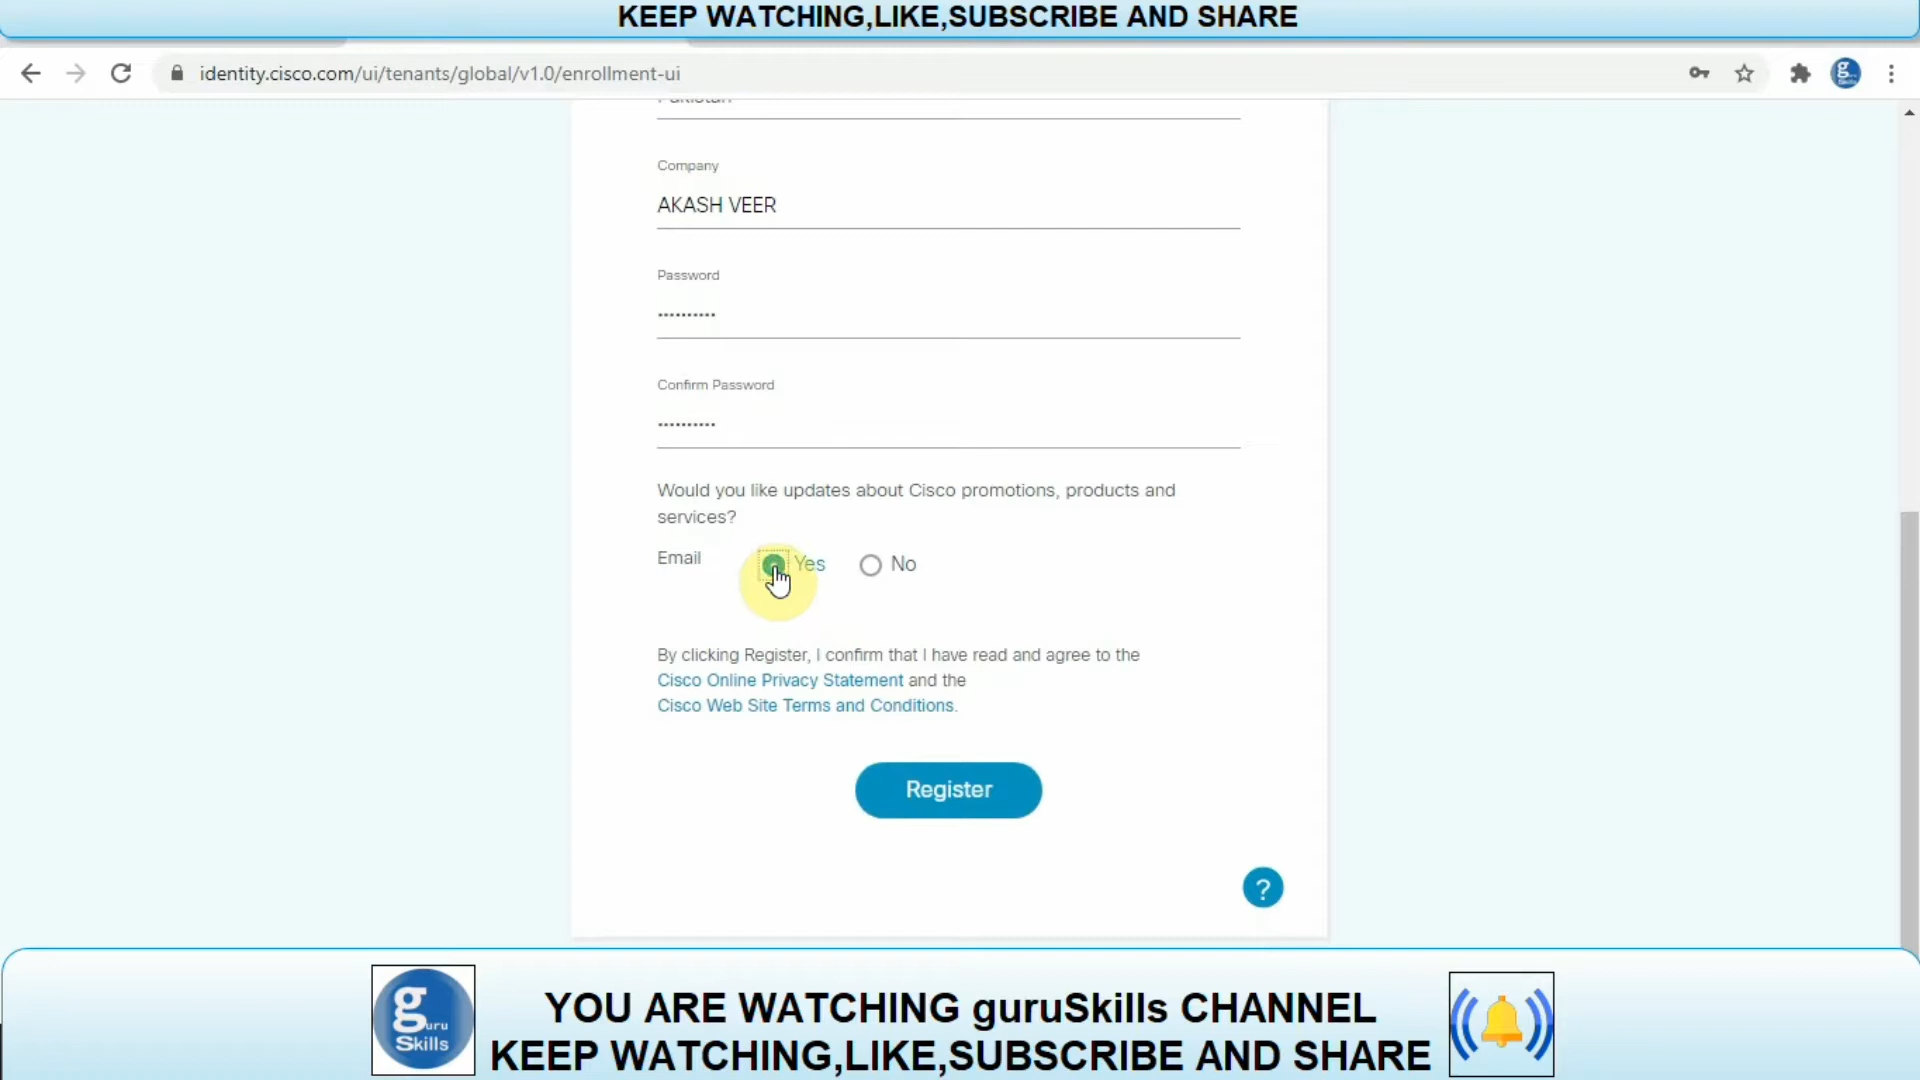 KEEP WATCHING,LIKE,SUBSCRIBE AND SHARE
identity.cisco.com/ui/tenants/global/v1.0/enrollment-ui
g
Pakistan
Company
AKASH VEER
Password
••••••••••
Confirm Password
••••••••••
Would you like updates about Cisco promotions, products and
services?
Email Yes No
By clicking Register, I confirm that I have read and agree to the
Cisco Online Privacy Statement and the
Cisco Web Site Terms and Conditions.
Register
?
guru
Skills
YOU ARE WATCHING guruSkills CHANNEL
KEEP WATCHING,LIKE,SUBSCRIBE AND SHARE